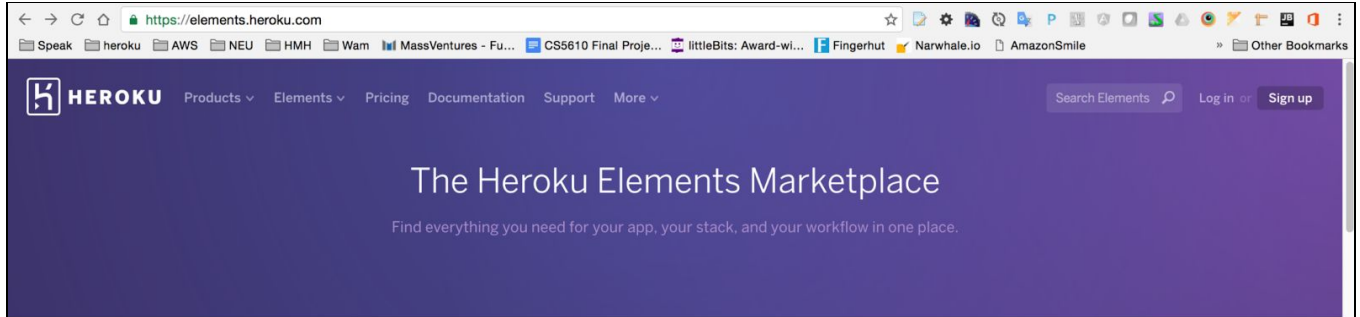 https://elements.heroku.com
Speak heroku AWS NEU HMH Wam MassVentures - Fu... CS5610 Final Proje... littleBits: Award-wi... Fingerhut Narwhale.io AmazonSmile » Other Bookmarks
HEROKU Products Elements Pricing Documentation Support More Search Elements Log in or Sign up
The Heroku Elements Marketplace
Find everything you need for your app, your stack, and your workflow in one place.